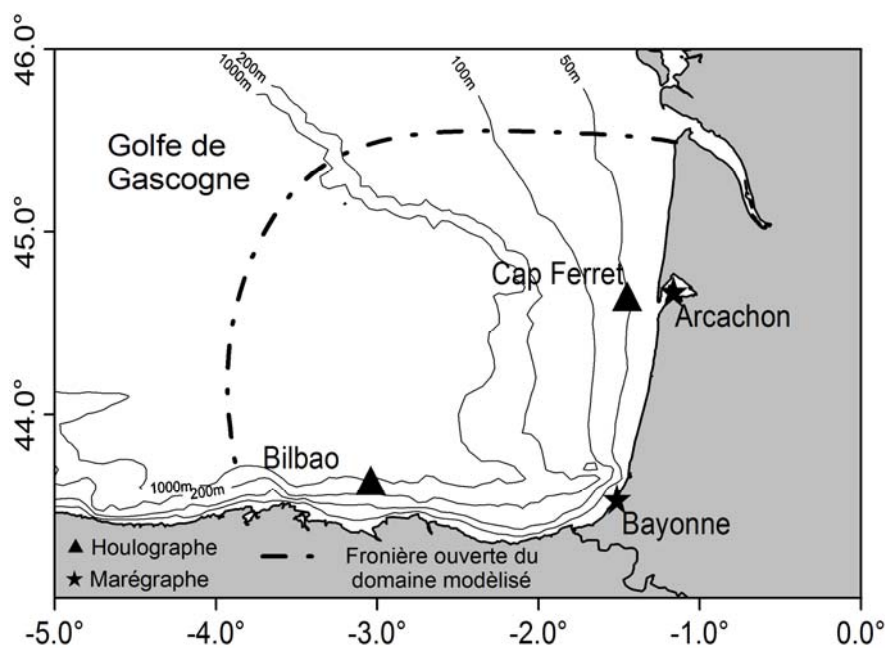 46.0°
45.0°
44.0°
200m
1000m
100m
50m
Golfe de
Gascogne
Cap Ferret
Arcachon
Bilbao
1000m 200m
Bayonne
Houlographe
Marégraphe
Fronière ouverte du
domaine modèlisé
-5.0° -4.0° -3.0° -2.0° -1.0° 0.0°